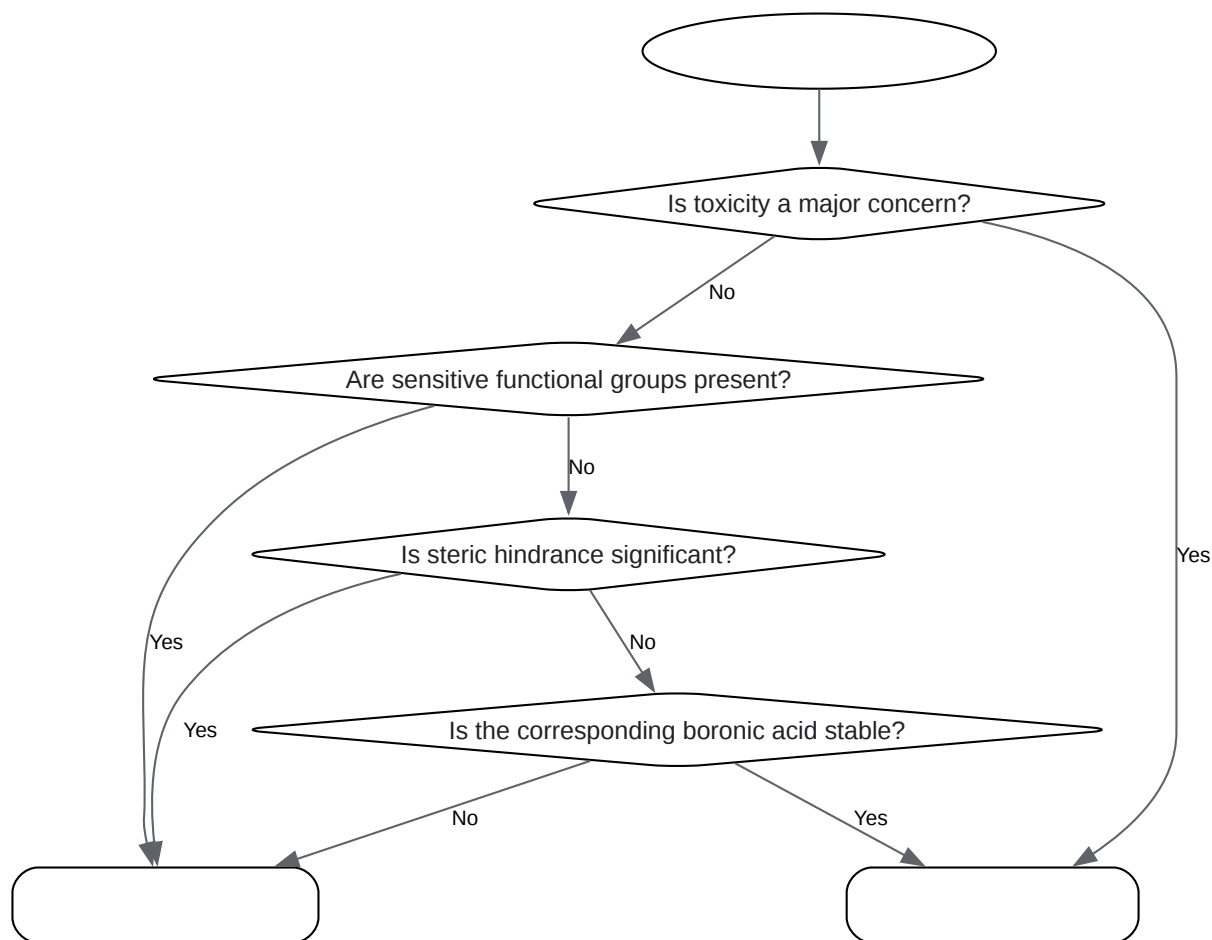 Is toxicity a major concern?
No
Are sensitive functional groups present?
No
Is steric hindrance significant?
Yes
Yes
No
Yes
Is the corresponding boronic acid stable?
No
Yes